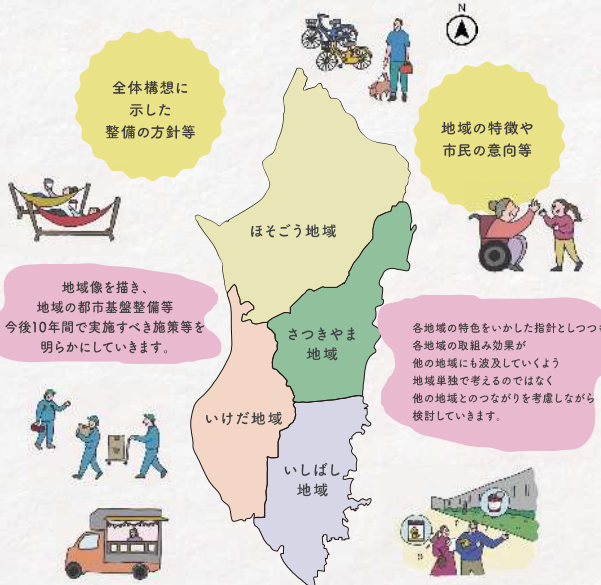 N
全体構想に
示した
整備の方針等
地域の特徴や
市民の意向等
ほそごう地域
地域像を描き、
地域の都市基盤整備等
今後10年間で実施すべき施策等を
明らかにしていきます。
さつきやま
地域
各地域の特色をいかした指針としつつも
各地域の取組み効果が
他の地域にも波及していくよう
地域単独で考えるのではなく
他の地域とのつながりを考慮しながら
検討していきます。
いけだ地域
いしばし
地域